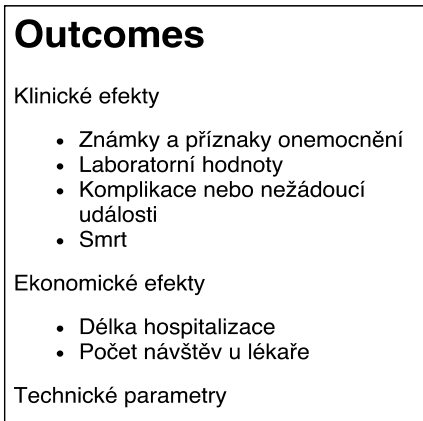 Outcomes
Klinické efekty
• Známky a příznaky onemocnění
• Laboratorní hodnoty
• Komplikace nebo nežádoucí
události
• Smrt
Ekonomické efekty
• Délka hospitalizace
• Počet návštěv u lékaře
Technické parametry